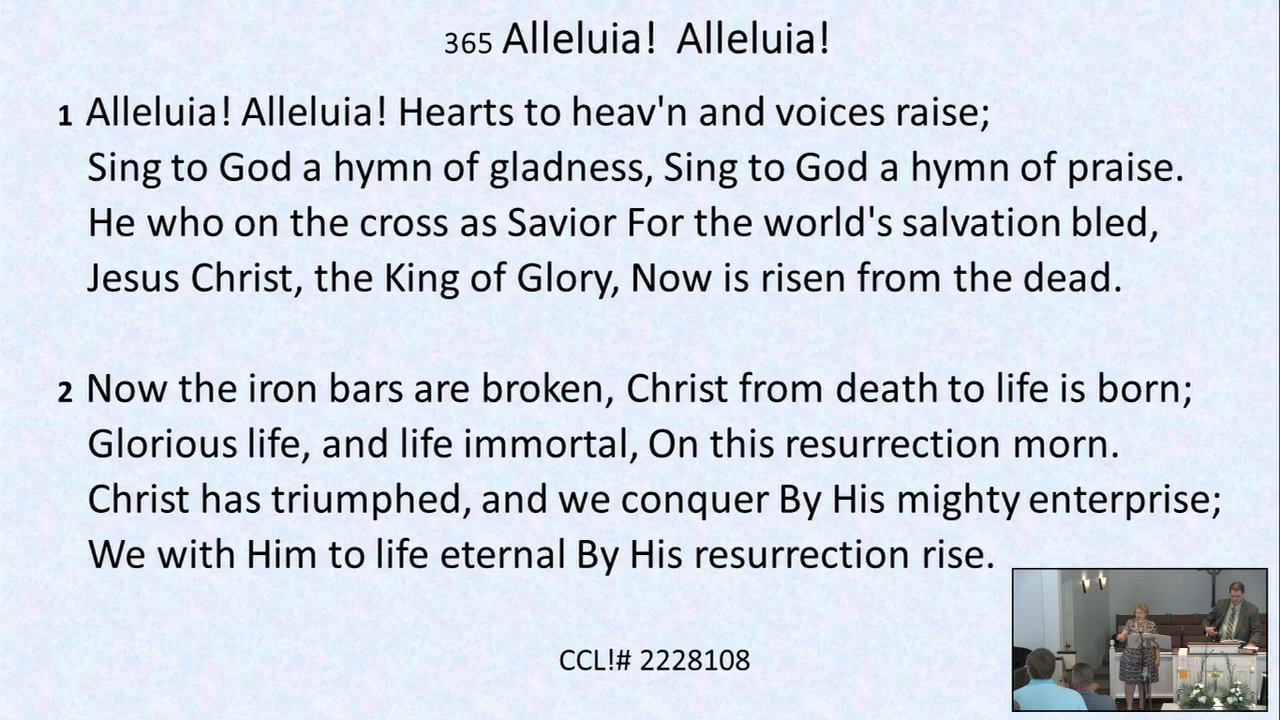 365 Alleluia! Alleluia!
1 Alleluia! Alleluia! Hearts to heav'n and voices raise;
Sing to God a hymn of gladness, Sing to God a hymn of praise.
He who on the cross as Savior For the world's salvation bled,
Jesus Christ, the King of Glory, Now is risen from the dead.
2 Now the iron bars are broken, Christ from death to life is born;
Glorious life, and life immortal, On this resurrection morn.
Christ has triumphed, and we conquer By His mighty enterprise;
We with Him to life eternal By His resurrection rise.
CCL!# 2228108